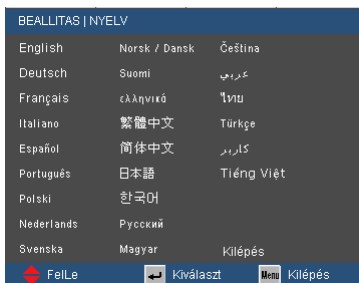 BEALLITAS | NYELV
English Norsk / Dansk Čeština
Deutsch Suomi عربي
Français ελληνικά ไทย
Italiano 繁體中文 Türkçe
Español 简体中文 كاربر
Português 日本語 Tiếng Việt
Polski 한국어
Nederlands Русский
Svenska Magyar Kilépés
FelLe Kiválaszt Menu Kilépés